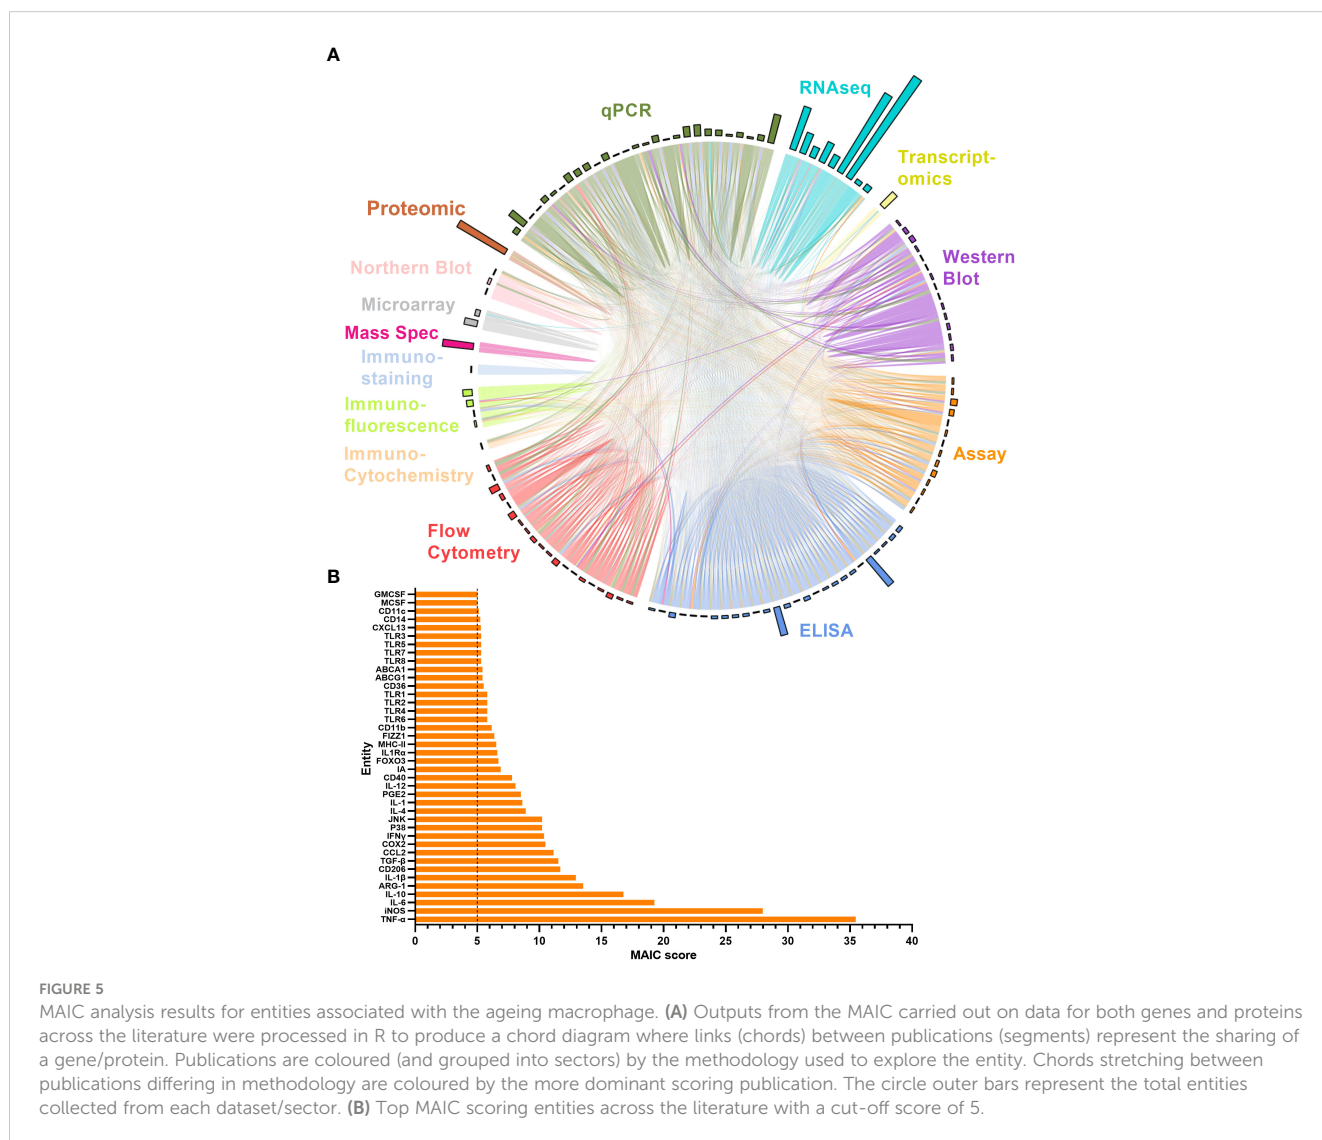 A
RNAseq
qPCR
Transcript-
omics
Proteomic
Western
Blot
Northern Blot
Microarray
Mass Spec
Immuno-
staining
Immuno-
fluorescence
Immuno-
Cytochemistry
Assay
Flow
Cytometry
ELISA
B
Entity
GMCSF
MCSF
CD11c
CD14
CXCL13
TLR3
TLR5
TLR7
TLR8
ABCA1
ABCG1
CD36
TLR1
TLR2
TLR4
TLR6
CD11b
FIZZ1
MHC-II
IL1Rα
FOXO3
IA
CD40
IL-12
PGE2
IL-1
IL-4
JNK
P38
IFNγ
COX2
CCL2
TGF-β
CD206
IL-1β
ARG-1
IL-10
IL-6
iNOS
TNF-α
0 5 10 15 20 25 30 35 40
MAIC score
FIGURE 5
MAIC analysis results for entities associated with the ageing macrophage. (A) Outputs from the MAIC carried out on data for both genes and proteins
across the literature were processed in R to produce a chord diagram where links (chords) between publications (segments) represent the sharing of
a gene/protein. Publications are coloured (and grouped into sectors) by the methodology used to explore the entity. Chords stretching between
publications differing in methodology are coloured by the more dominant scoring publication. The circle outer bars represent the total entities
collected from each dataset/sector. (B) Top MAIC scoring entities across the literature with a cut-off score of 5.